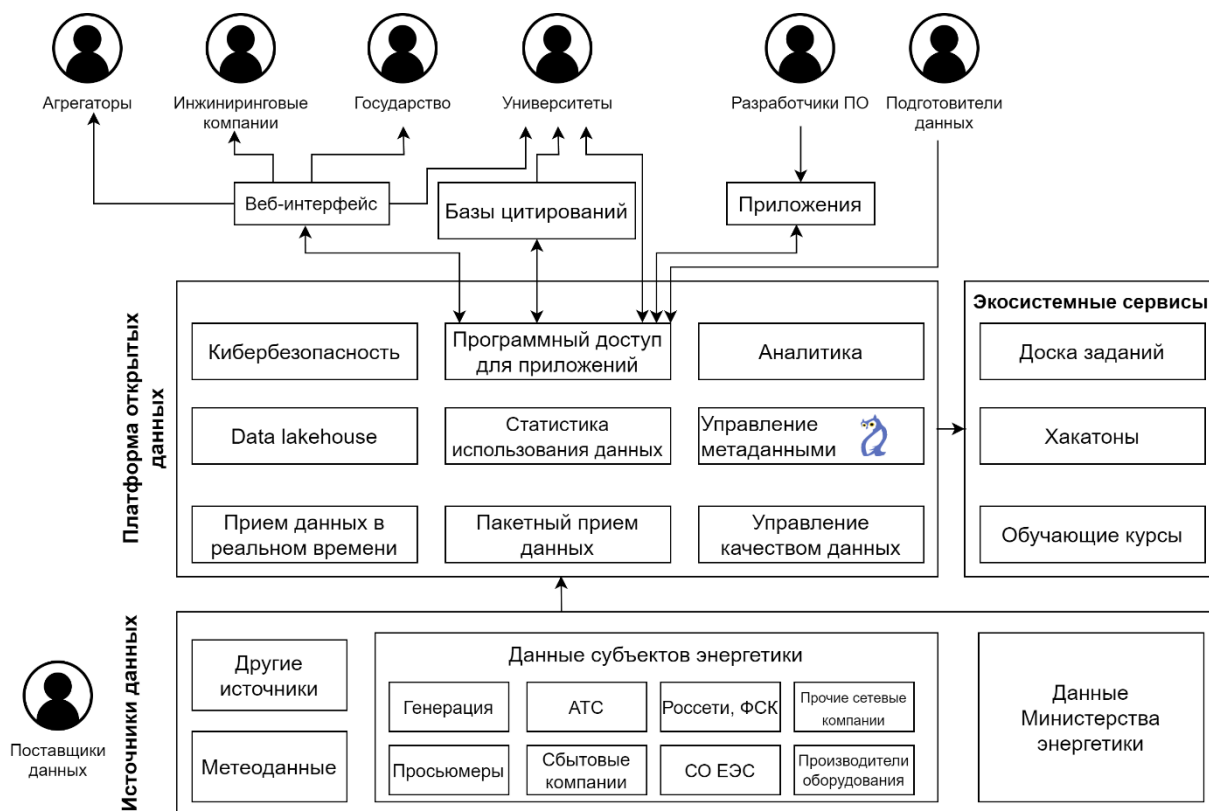 Агрегаторы
Инжиниринговые
компании
Государство
Университеты
Разработчики ПО
Подготовители
данных
Веб-интерфейс
Базы цитирований
Приложения
Платформа открытых
данных
Кибербезопасность
Программный доступ
для приложений
Аналитика
Data lakehouse
Статистика
использования данных
Управление
метаданными
Прием данных в
реальном времени
Пакетный прием
данных
Управление
качеством данных
Экосистемные сервисы
Доска заданий
Хакатоны
Обучающие курсы
Поставщики
данных
Источники данных
Другие
источники
Метеоданные
Данные субъектов энергетики
Генерация
АТС
Россети, ФСК
Прочие сетевые
компании
Просьюмеры
Сбытовые
компании
СО ЕЭС
Производители
оборудования
Данные
Министерства
энергетики